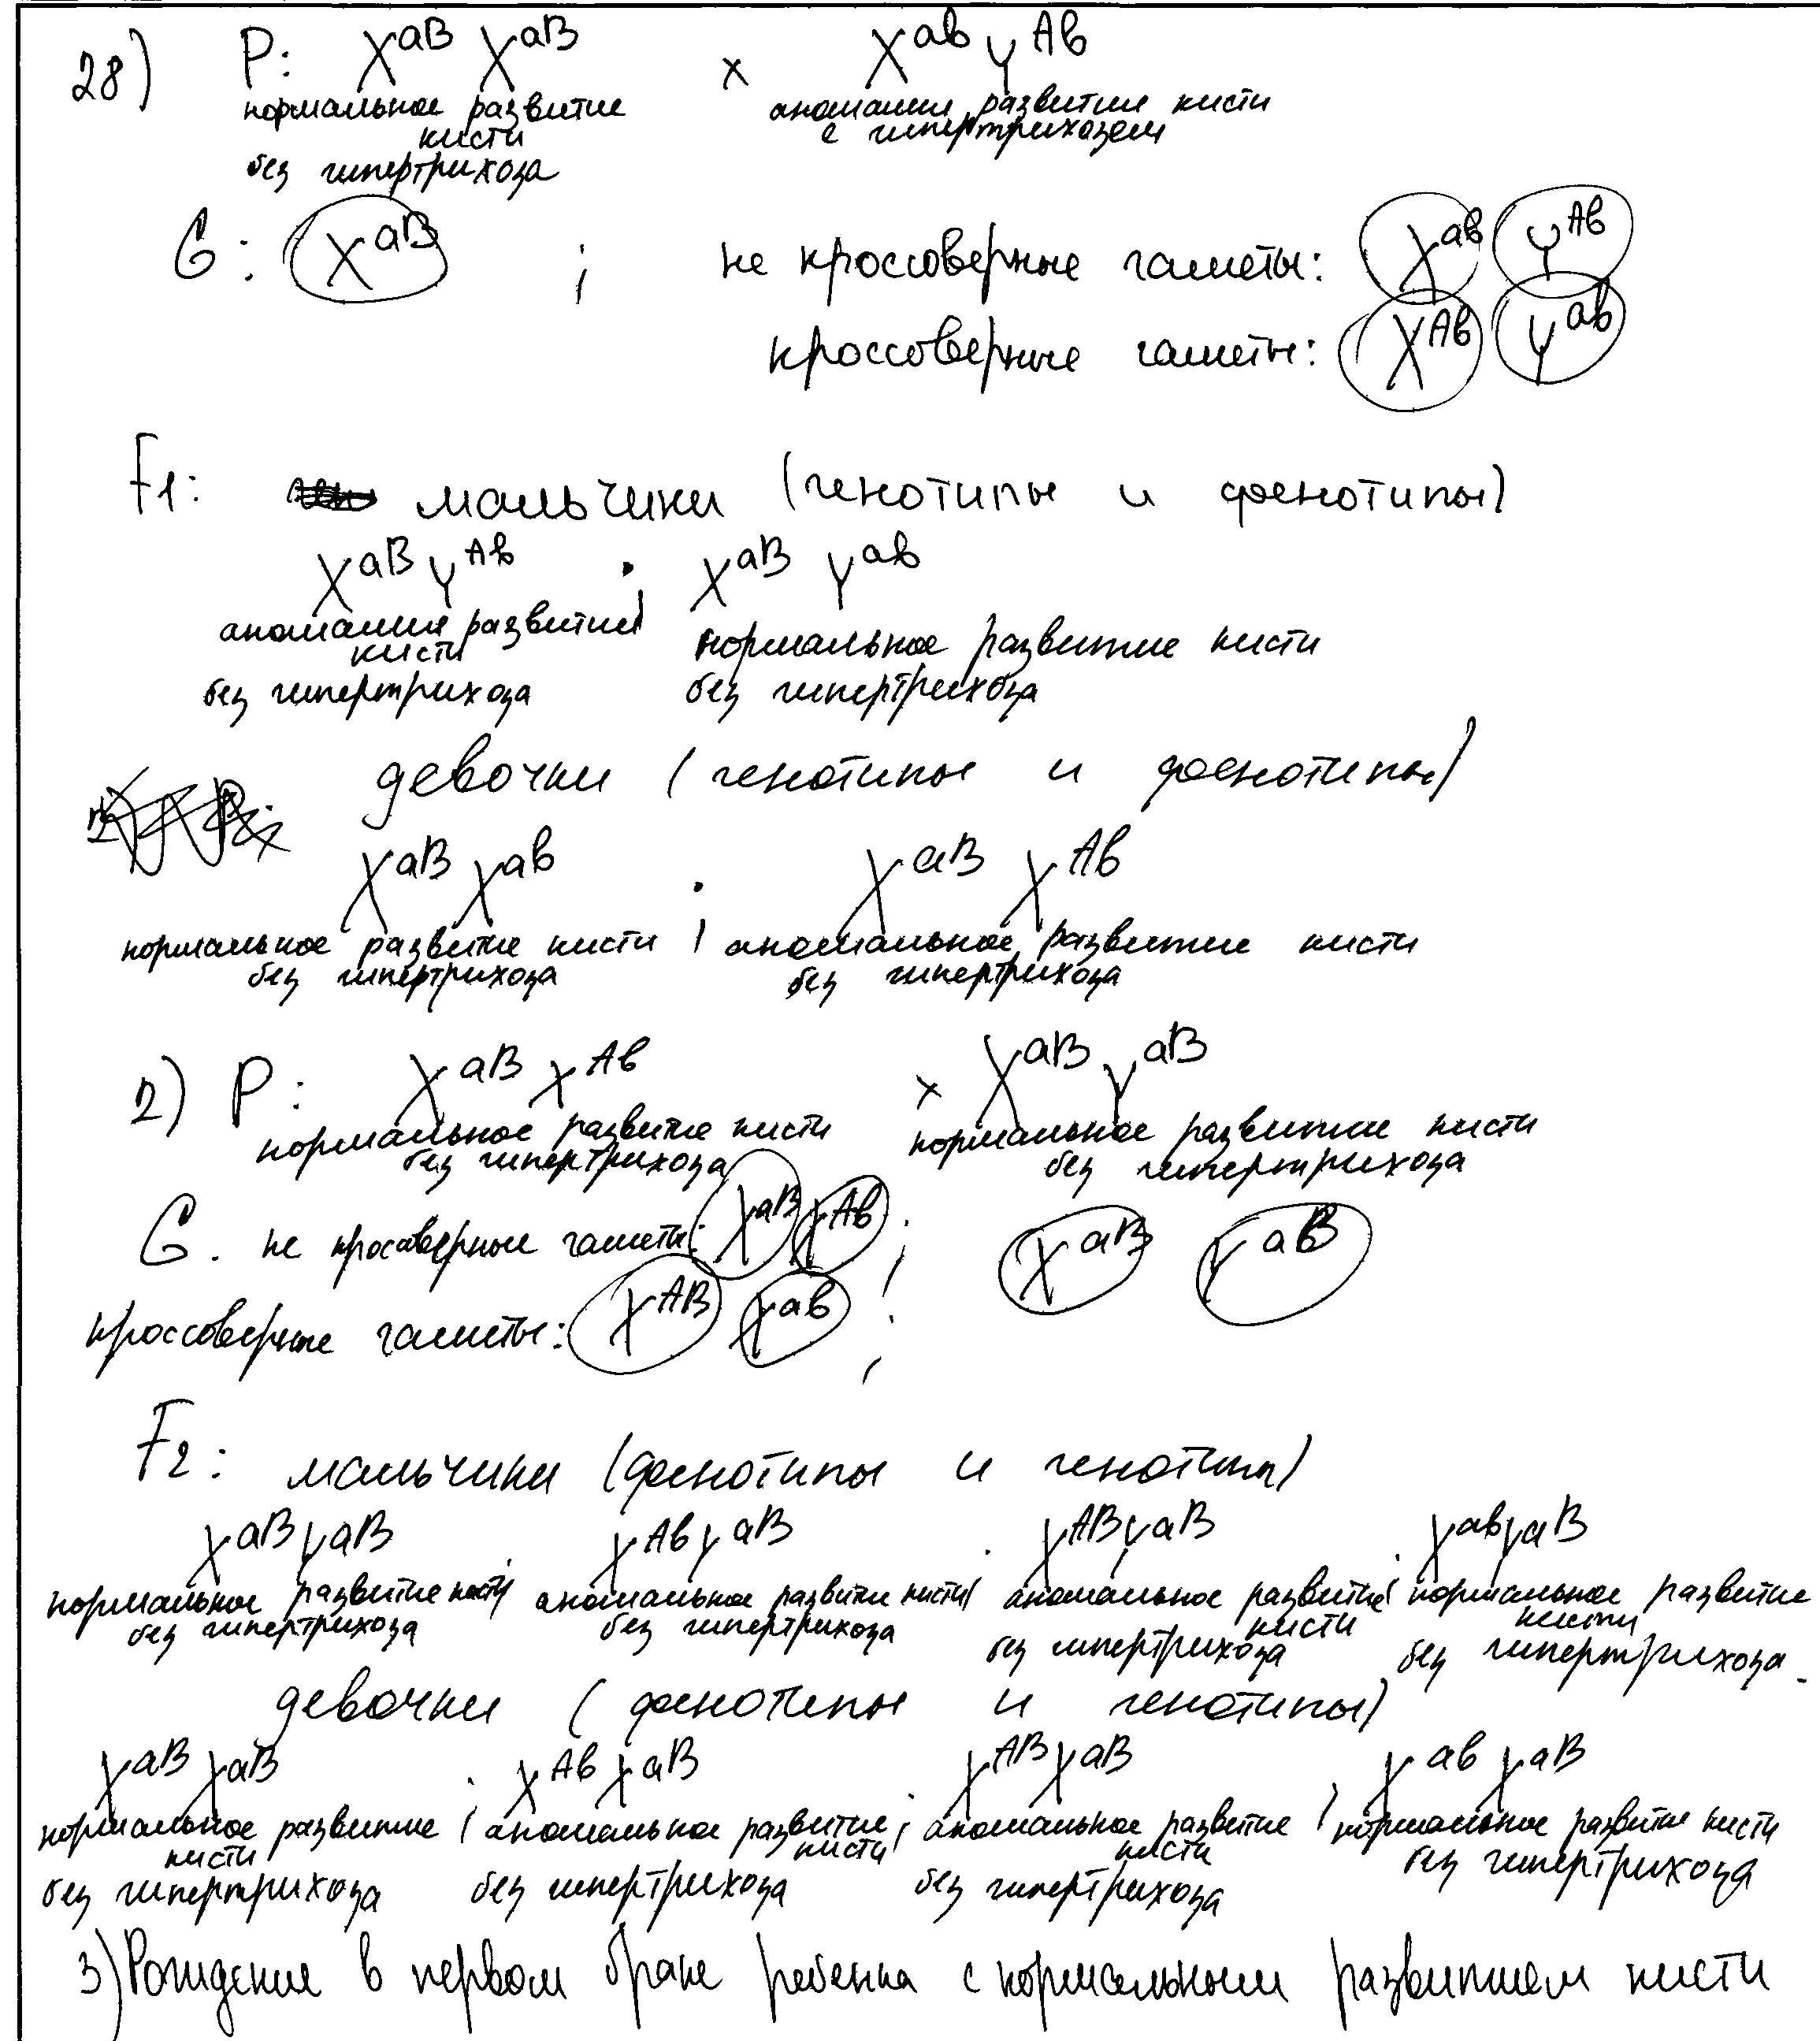 28) P: X^aB X^aB x X^ab Y^Ab
нормальное развитие кисти без гипертрихоза
аномалии развитии кисти с гипертрихозом
G: X^aB ; не кроссоверные гаметы: X^ab Y^Ab
кроссоверные гаметы: X^Ab Y^ab
F1: мальчики (генотипы и фенотипы)
X^aB Y^Ab ; X^aB Y^ab
аномалия развития кисти без гипертрихоза
нормальное развитие кисти без гипертрихоза
девочки (генотипы и фенотипы)
X^aB X^ab ; X^aB X^Ab
нормальное развитие кисти без гипертрихоза
аномальное развитие кисти без гипертрихоза
2) P: X^aB X^Ab x X^aB Y^aB
нормальное развитие кисти без гипертрихоза
нормальное развитие кисти без гипертрихоза
G. не кроссоверные гаметы: X^aB X^Ab ; X^aB Y^aB
кроссоверные гаметы: X^AB X^ab ;
F2: мальчики (фенотипы и генотипы)
X^aB Y^aB ; X^Ab Y^aB ; X^AB Y^aB ; X^ab Y^aB
нормальное развитие кисти без гипертрихоза
аномальное развитие кисти без гипертрихоза
аномальное развитие кисти без гипертрихоза
нормальное развитие кисти без гипертрихоза.
девочки (фенотипы и генотипы)
X^aB X^aB ; X^Ab X^aB ; X^AB X^aB ; X^ab X^aB
нормальное развитие кисти без гипертрихоза
аномальное развитие кисти без гипертрихоза
аномальное развитие кисти без гипертрихоза
нормальное развитие кисти без гипертрихоза
3) Рождение в первом браке ребенка с нормальным развитием кисти